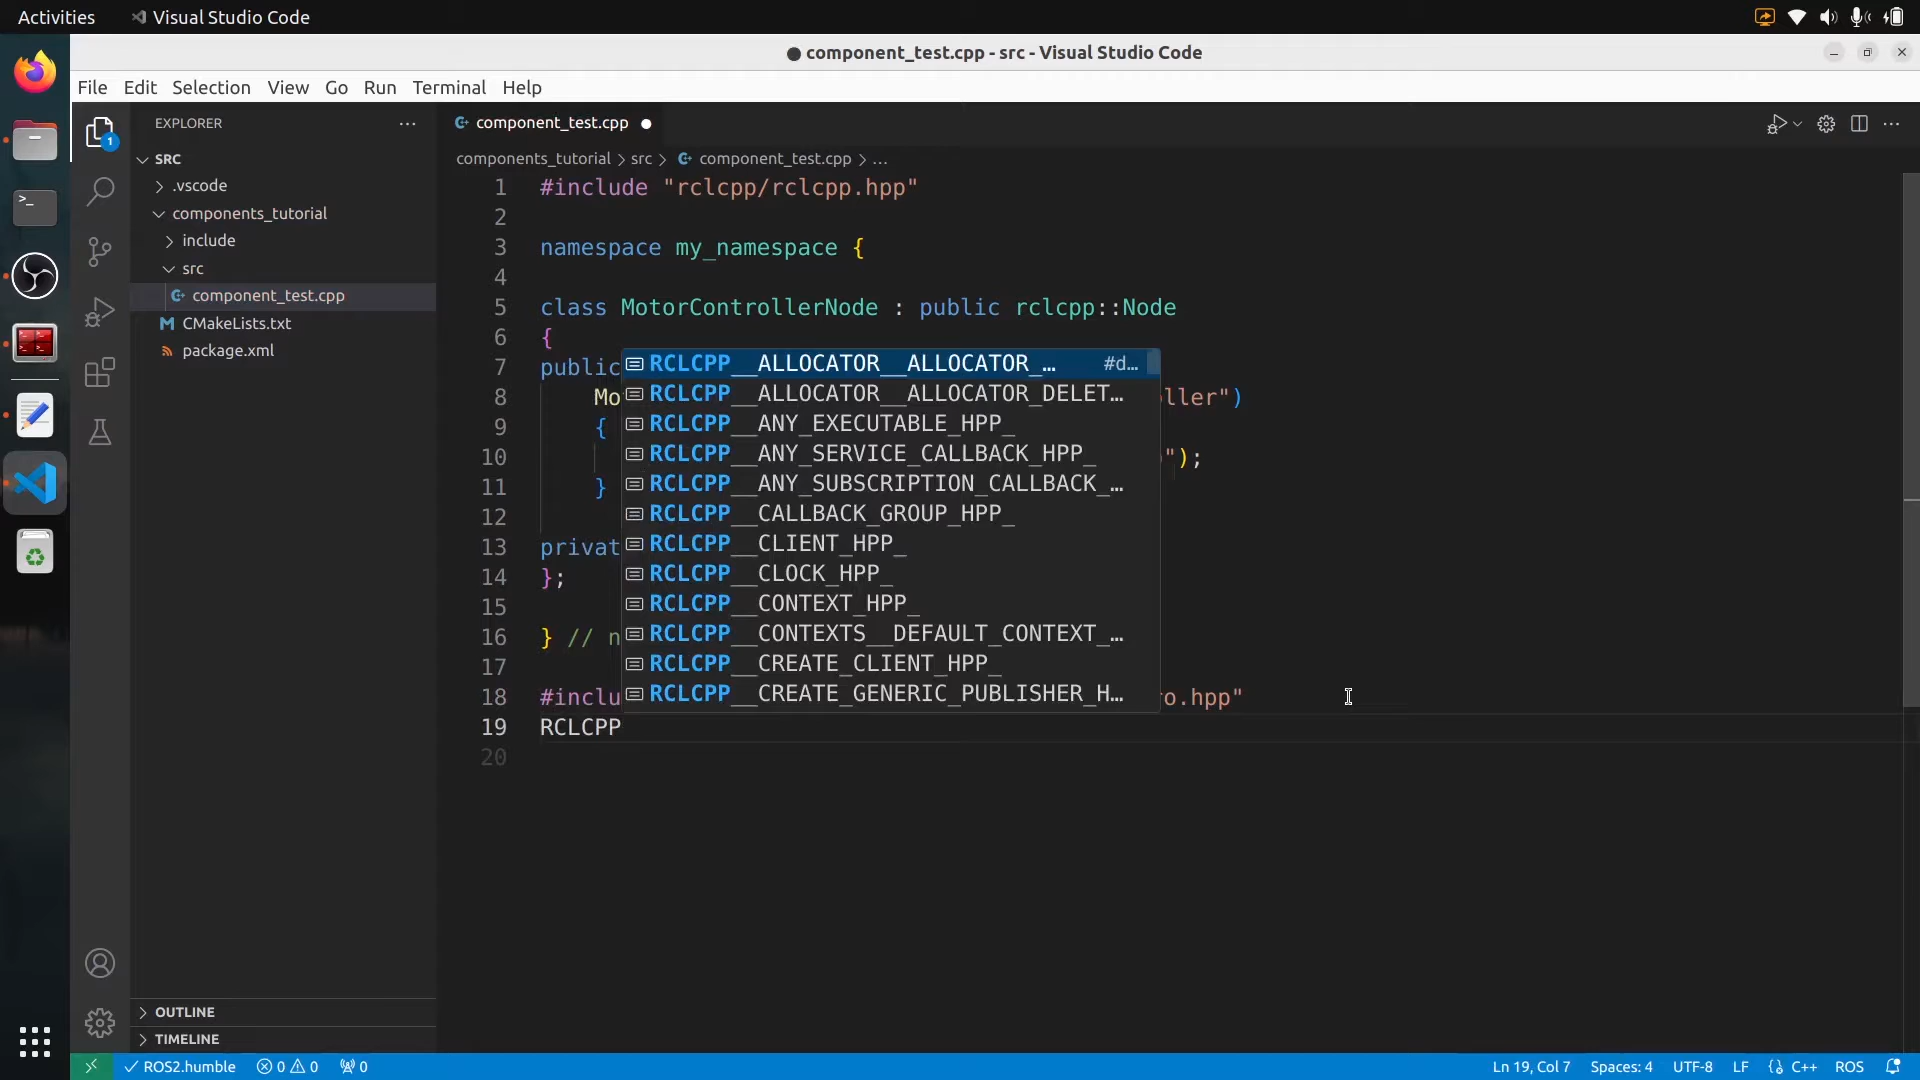 Activities
Visual Studio Code
component_test.cpp - src - Visual Studio Code
File Edit Selection View Go Run Terminal Help
1
EXPLORER
SRC
.vscode
components_tutorial
include
src
component_test.cpp
CMakeLists.txt
package.xml
OUTLINE
TIMELINE
component_test.cpp
components_tutorial > src > component_test.cpp > ...
1 #include "rclcpp/rclcpp.hpp"
2
3 namespace my_namespace {
4
5 class MotorControllerNode : public rclcpp::Node
6 {
7 public
8 Mo ller")
9 {
10 ");
11 }
12
13 privat
14 };
15
16 } // n
17
18 #inclu o.hpp"
19 RCLCPP
20
RCLCPP__ALLOCATOR__ALLOCATOR_… #d…
RCLCPP__ALLOCATOR__ALLOCATOR_DELET…
RCLCPP__ANY_EXECUTABLE_HPP_
RCLCPP__ANY_SERVICE_CALLBACK_HPP_
RCLCPP__ANY_SUBSCRIPTION_CALLBACK_…
RCLCPP__CALLBACK_GROUP_HPP_
RCLCPP__CLIENT_HPP_
RCLCPP__CLOCK_HPP_
RCLCPP__CONTEXT_HPP_
RCLCPP__CONTEXTS__DEFAULT_CONTEXT_…
RCLCPP__CREATE_CLIENT_HPP_
RCLCPP__CREATE_GENERIC_PUBLISHER_H…
ROS2.humble 0 0 0 Ln 19, Col 7 Spaces: 4 UTF-8 LF {} C++ ROS